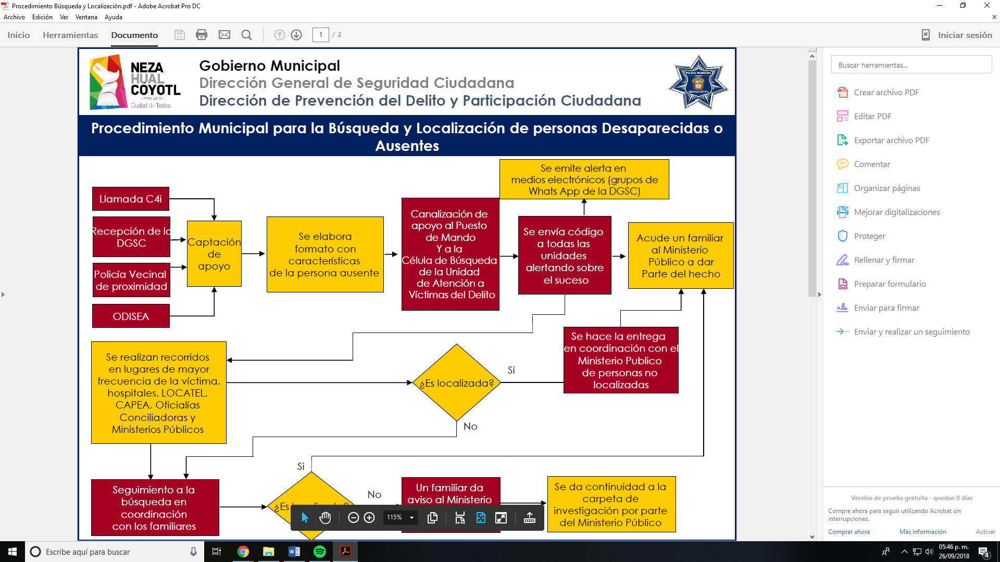 Procedimiento Búsqueda y Localización.pdf - Adobe Acrobat Pro DC
Archivo Edición Ver Ventana Ayuda
Inicio Herramientas Documento 1 / 2 Iniciar sesión
NEZA
HUAL
CÓYOTL
· 2016 - 2018 ·
Ciudad de Todos
Gobierno Municipal
Dirección General de Seguridad Ciudadana
Dirección de Prevención del Delito y Participación Ciudadana
POLICÍA MUNICIPAL
NEZAHUALCÓYOTL
Procedimiento Municipal para la Búsqueda y Localización de personas Desaparecidas o
Ausentes
Llamada C4i
Recepción de la
DGSC
Policía Vecinal
de proximidad
ODISEA
Captación
de
apoyo
Se elabora
formato con
características
de la persona ausente
Canalización de
apoyo al Puesto
de Mando
Y a la
Célula de Búsqueda
de la Unidad
de Atención a
Víctimas del Delito
Se envía código
a todas las
unidades
alertando sobre
el suceso
Se emite alerta en
medios electrónicos (grupos de
Whats App de la DGSC)
Acude un familiar
al Ministerio
Público a dar
Parte del hecho
Se realizan recorridos
en lugares de mayor
frecuencia de la víctima,
hospitales, LOCATEL,
CAPEA, Oficialías
Conciliadoras y
Ministerios Públicos
¿Es localizada?
Si
No
Se hace la entrega
en coordinación con el
Ministerio Publico
de personas no
localizadas
Seguimiento a la
búsqueda en
coordinación
con los familiares
Si
¿Es
No
Un familiar da
aviso al Ministerio
Se da continuidad a la
carpeta de
investigación por parte
del Ministerio Público
115%
Buscar herramientas...
Crear archivo PDF
Editar PDF
Exportar archivo PDF
Comentar
Organizar páginas
Mejorar digitalizaciones
Proteger
Rellenar y firmar
Preparar formulario
Enviar para firmar
Enviar y realizar un seguimiento
Versión de prueba gratuita - quedan 0 días
Compre ahora para seguir utilizando Acrobat sin
interrupciones.
Comprar ahora Más información Activar
Escribe aquí para buscar
05:46 p. m.
26/09/2018
4